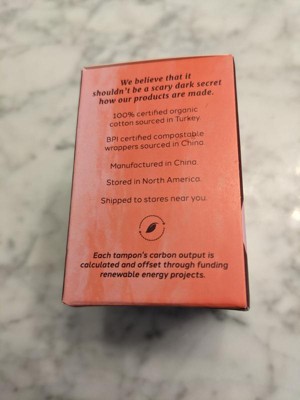 We believe that it
shouldn't be a scary dark secret
how our products are made.
100% certified organic
cotton sourced in Turkey
BPI certified compostable
wrappers sourced in China.
Manufactured in China.
Stored in North America.
Shipped to stores near you.
Each tampon's carbon output is
calculated and offset through funding
renewable energy projects.